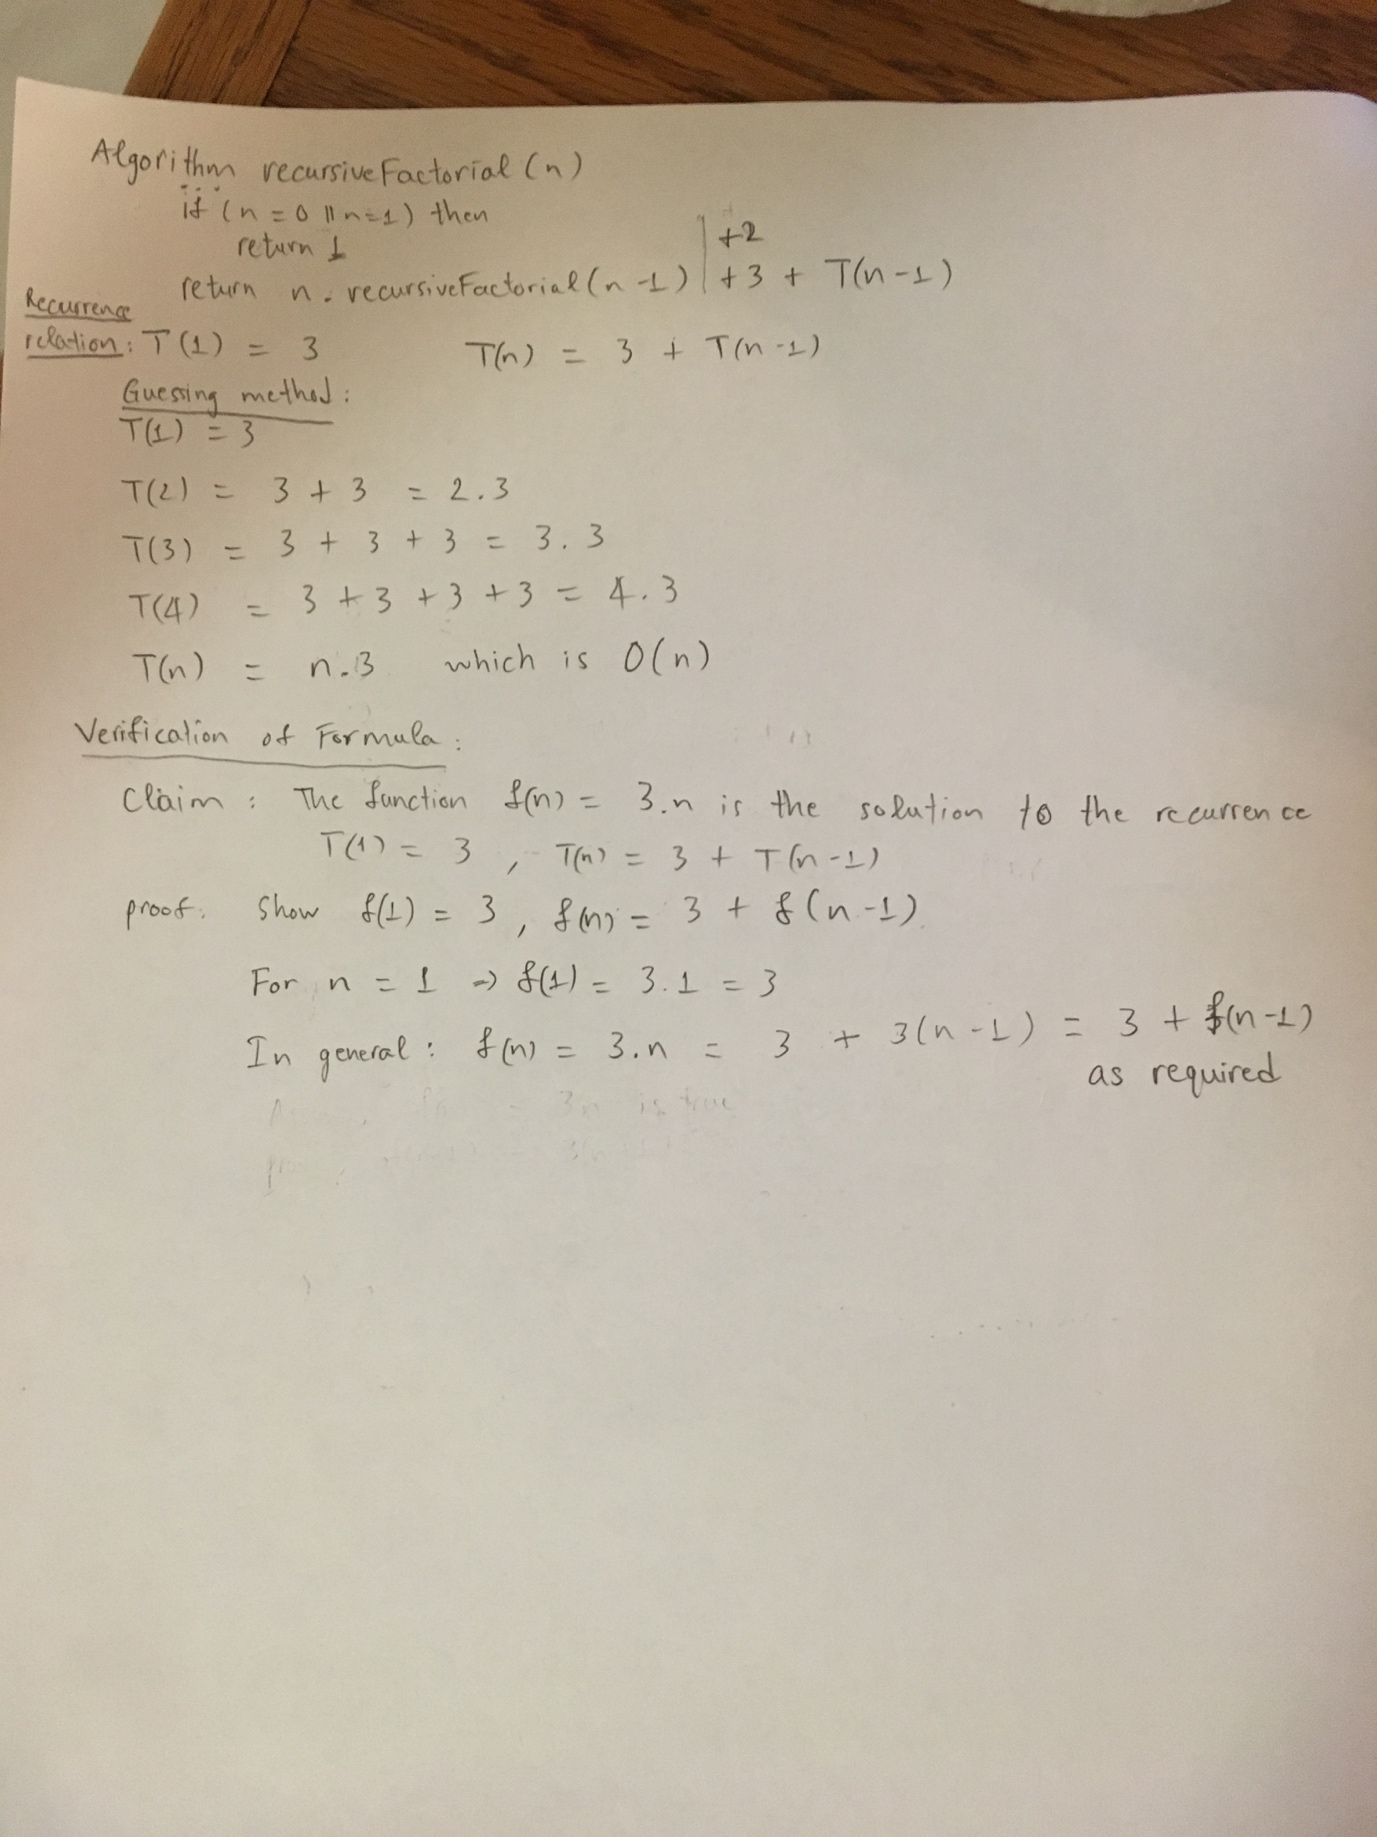 Algorithm recursiveFactorial (n)
if (n = 0 || n=1) then
return 1 | +2
return n. recursiveFactorial (n-1) | +3 + T(n-1)
Recurrence
relation: T(1) = 3 T(n) = 3 + T(n-1)
Guessing method:
T(1) = 3
T(2) = 3 + 3 = 2.3
T(3) = 3 + 3 + 3 = 3.3
T(4) = 3 + 3 + 3 + 3 = 4.3
T(n) = n.3 which is O(n)
Verification of Formula:
Claim: The function f(n) = 3.n is the solution to the recurrence
T(1) = 3, T(n) = 3 + T(n-1)
proof. Show f(1) = 3, f(n) = 3 + f(n-1)
For n = 1 → f(1) = 3.1 = 3
In general: f(n) = 3.n = 3 + 3(n-1) = 3 + f(n-1)
as required
3n is true